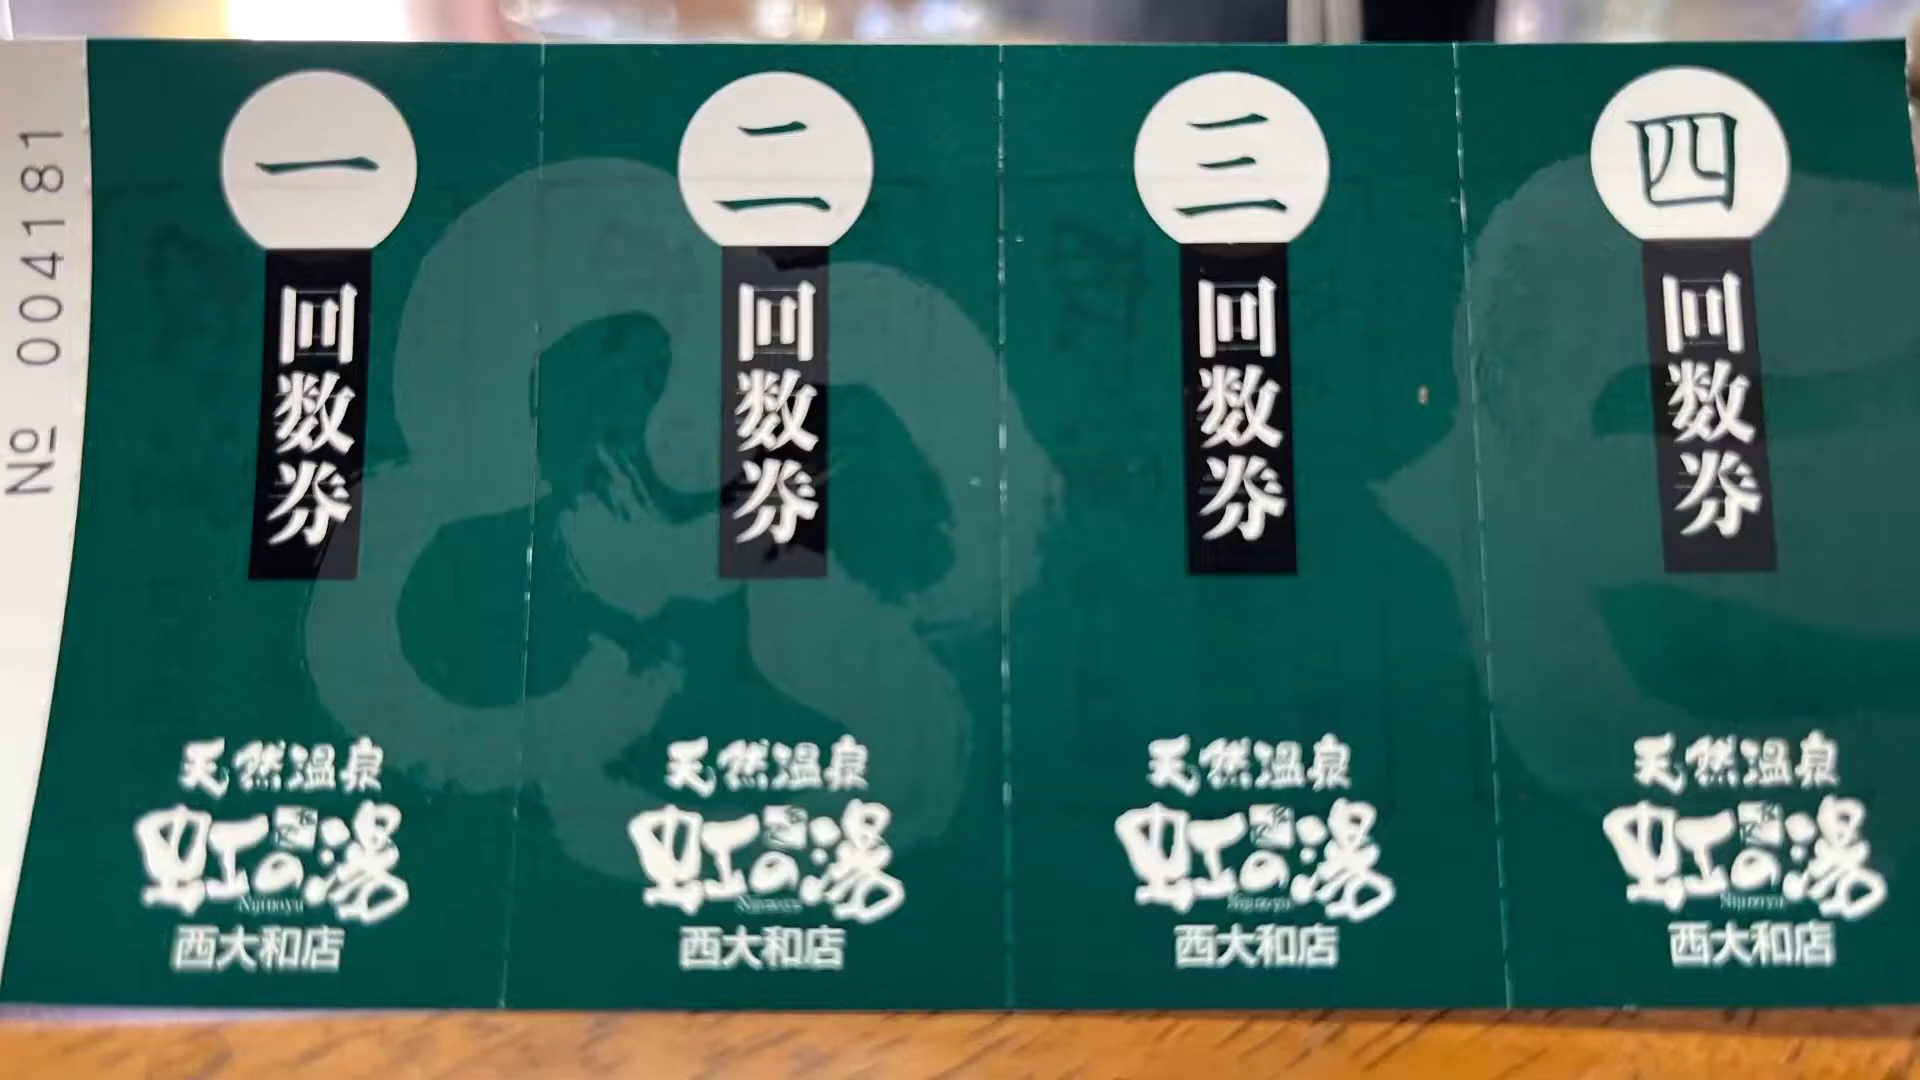 № 004181
一
回数券
天然温泉
虹の湯
Nijinoyu
西大和店
二
回数券
天然温泉
虹の湯
Nijinoyu
西大和店
三
回数券
天然温泉
虹の湯
Nijinoyu
西大和店
四
回数券
天然温泉
虹の湯
Nijinoyu
西大和店